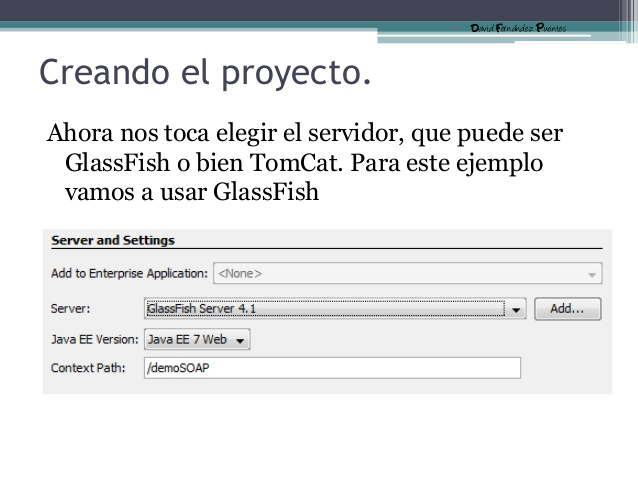 David Fernández Puentes
Creando el proyecto.
Ahora nos toca elegir el servidor, que puede ser
GlassFish o bien TomCat. Para este ejemplo
vamos a usar GlassFish
Server and Settings
Add to Enterprise Application: <None>
Server: GlassFish Server 4.1 Add...
Java EE Version: Java EE 7 Web
Context Path: /demoSOAP